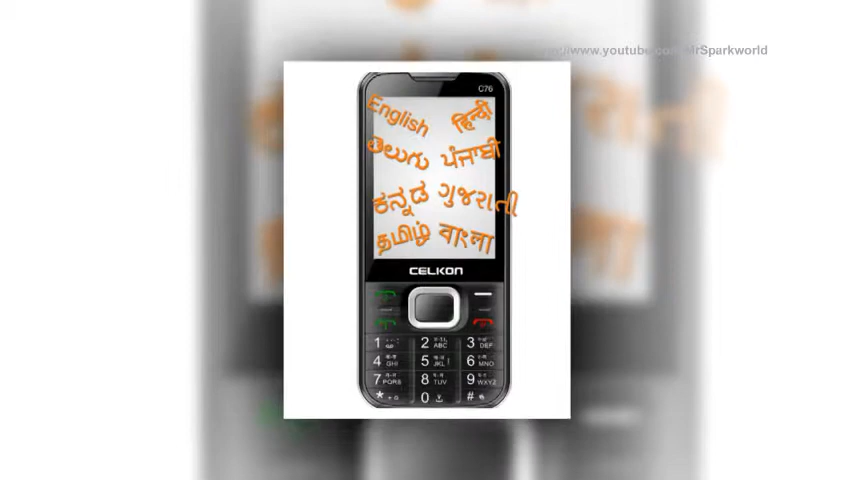 http://www.youtube.com/MrSparkworld
C76
English हिन्दी
తెలుగు ਪੰਜਾਬੀ
ಕನ್ನಡ ગુજરાતી
தமிழ் বাংলা
CELKON
1 2 ABC 3 DEF
4 GHI 5 JKL 6 MNO
7 PQRS 8 TUV 9 WXYZ
* 0 #